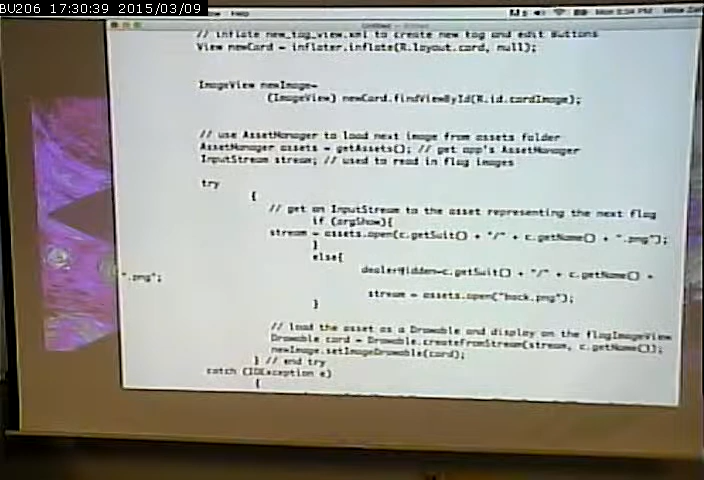 BU206 17:30:39 2015/03/09
Help
// inflate new_tag_view.xml to create new tag and edit Buttons
View newCard = inflater.inflate(R.layout.card, null);
ImageView newImage=
(ImageView) newCard.findViewById(R.id.cardImage);
// use AssetManager to load next image from assets folder
AssetManager assets = getAssets(); // get app's AssetManager
InputStream stream; // used to read in flag images
try
{
// get an InputStream to the asset representing the next flag
if (argShow){
stream = assets.open(c.getSuit() + "/" + c.getName() + ".png");
}
else{
dealerHidden=c.getSuit() + "/" + c.getName() +
".png";
stream = assets.open("back.png");
}
// load the asset as a Drawable and display on the flagImageView
Drawable card = Drawable.createFromStream(stream, c.getName());
newImage.setImageDrawable(card);
} // end try
catch (IOException e)
{